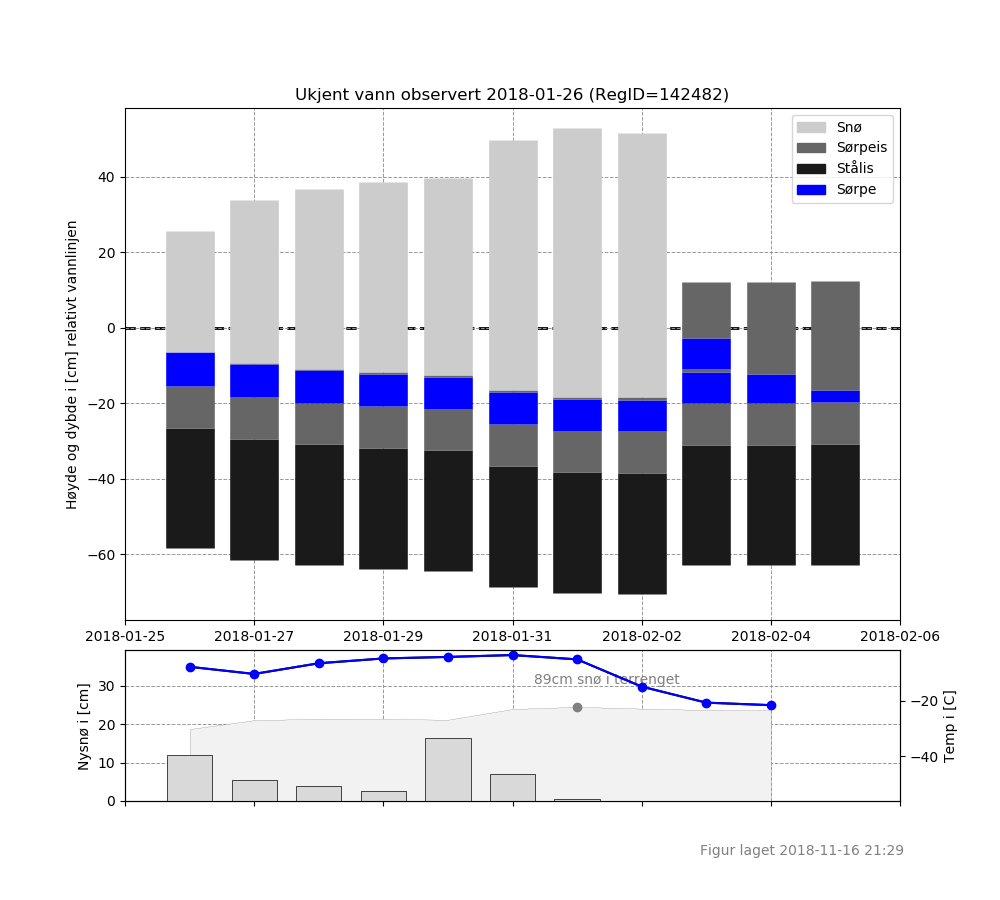 Ukjent vann observert 2018-01-26 (RegID=142482)
Snø
Sørpeis
Stålis
Sørpe
Høyde og dybde i [cm] relativt vannlinjen
40
20
0
−20
−40
−60
2018-01-25 2018-01-27 2018-01-29 2018-01-31 2018-02-02 2018-02-04 2018-02-06
89cm snø i terrenget
Nysnø i [cm]
30
20
10
0
Temp i [C]
−20
−40
Figur laget 2018-11-16 21:29